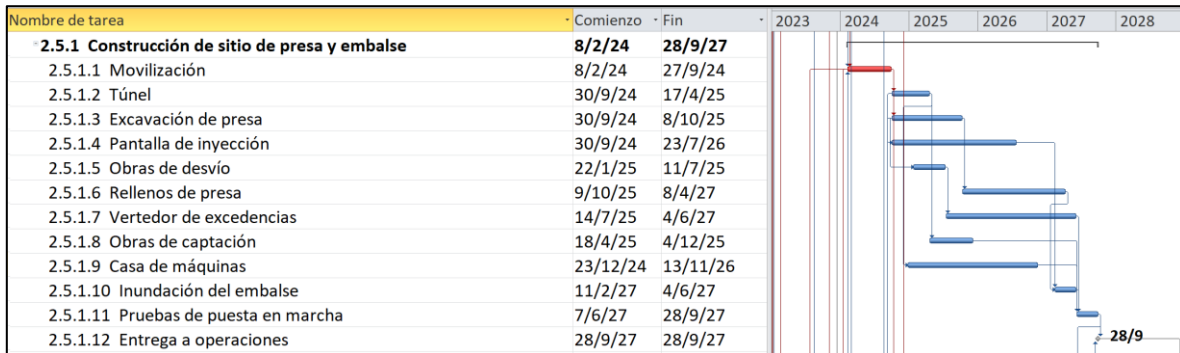 Nombre de tarea Comienzo Fin 2023 2024 2025 2026 2027 2028
2.5.1 Construcción de sitio de presa y embalse 8/2/24 28/9/27
2.5.1.1 Movilización 8/2/24 27/9/24
2.5.1.2 Túnel 30/9/24 17/4/25
2.5.1.3 Excavación de presa 30/9/24 8/10/25
2.5.1.4 Pantalla de inyección 30/9/24 23/7/26
2.5.1.5 Obras de desvío 22/1/25 11/7/25
2.5.1.6 Rellenos de presa 9/10/25 8/4/27
2.5.1.7 Vertedor de excedencias 14/7/25 4/6/27
2.5.1.8 Obras de captación 18/4/25 4/12/25
2.5.1.9 Casa de máquinas 23/12/24 13/11/26
2.5.1.10 Inundación del embalse 11/2/27 4/6/27
2.5.1.11 Pruebas de puesta en marcha 7/6/27 28/9/27
2.5.1.12 Entrega a operaciones 28/9/27 28/9/27 28/9